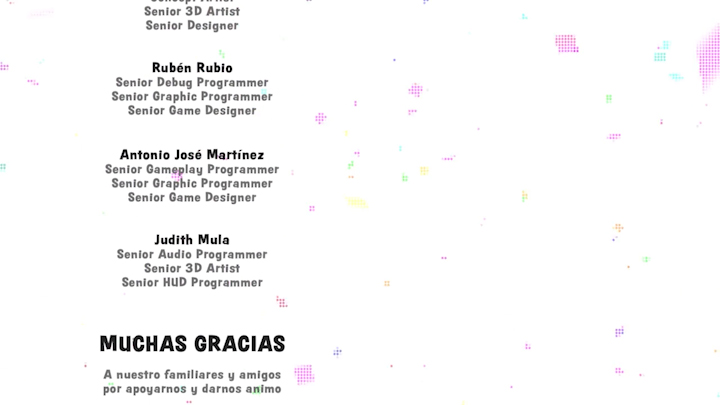 Concept Artist
Senior 3D Artist
Senior Designer
Rubén Rubio
Senior Debug Programmer
Senior Graphic Programmer
Senior Game Designer
Antonio José Martínez
Senior Gameplay Programmer
Senior Graphic Programmer
Senior Game Designer
Judith Mula
Senior Audio Programmer
Senior 3D Artist
Senior HUD Programmer
MUCHAS GRACIAS
A nuestro familiares y amigos
por apoyarnos y darnos animo